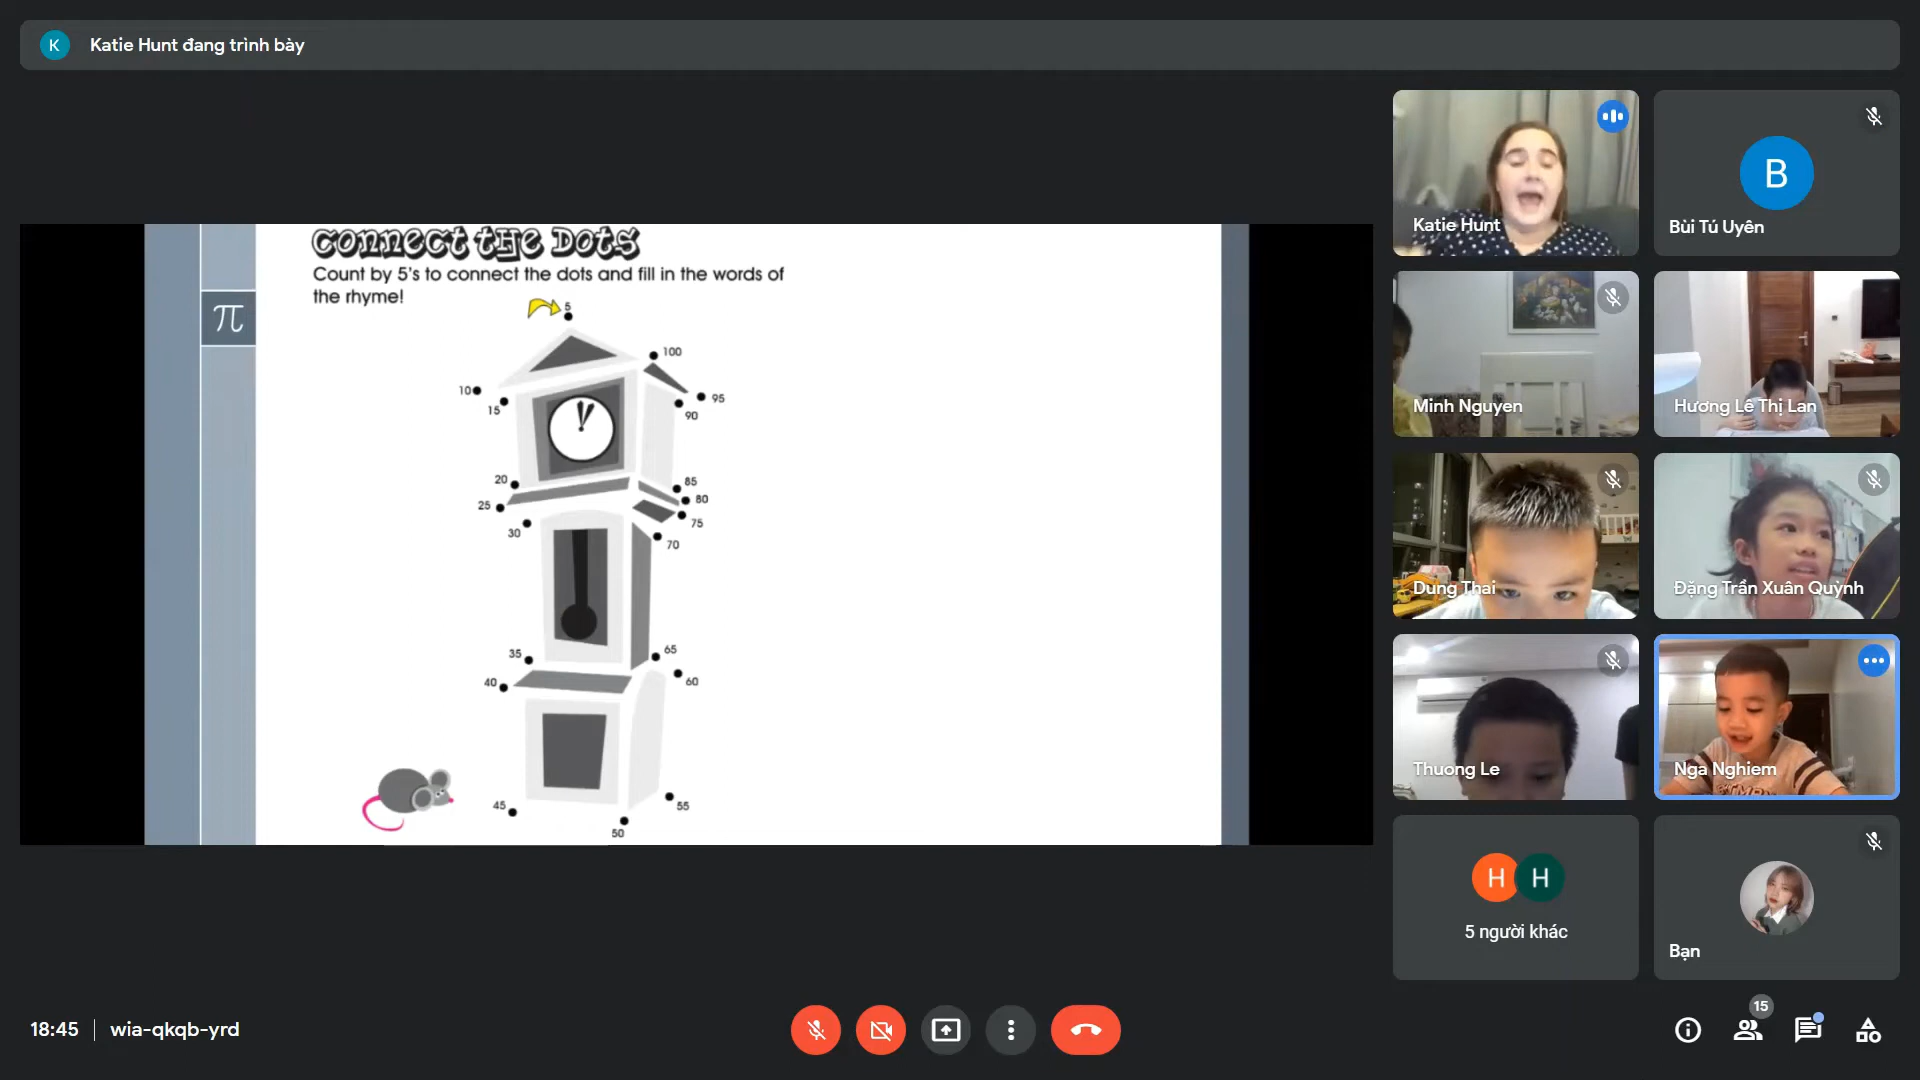 K Katie Hunt đang trình bày
CONNECT THE DOTS
Count by 5's to connect the dots and fill in the words of
the rhyme!
π
5
100
10
95
15
90
20
85
80
25
75
30
70
35
65
40
60
45
55
50
Katie Hunt
B
Bùi Tú Uyên
Minh Nguyen
Hương Lê Thị Lan
Dung Thai
Đặng Trần Xuân Quỳnh
Thuong Le
Nga Nghiem
H H
5 người khác
Bạn
18:45 wia-qkqb-yrd
15